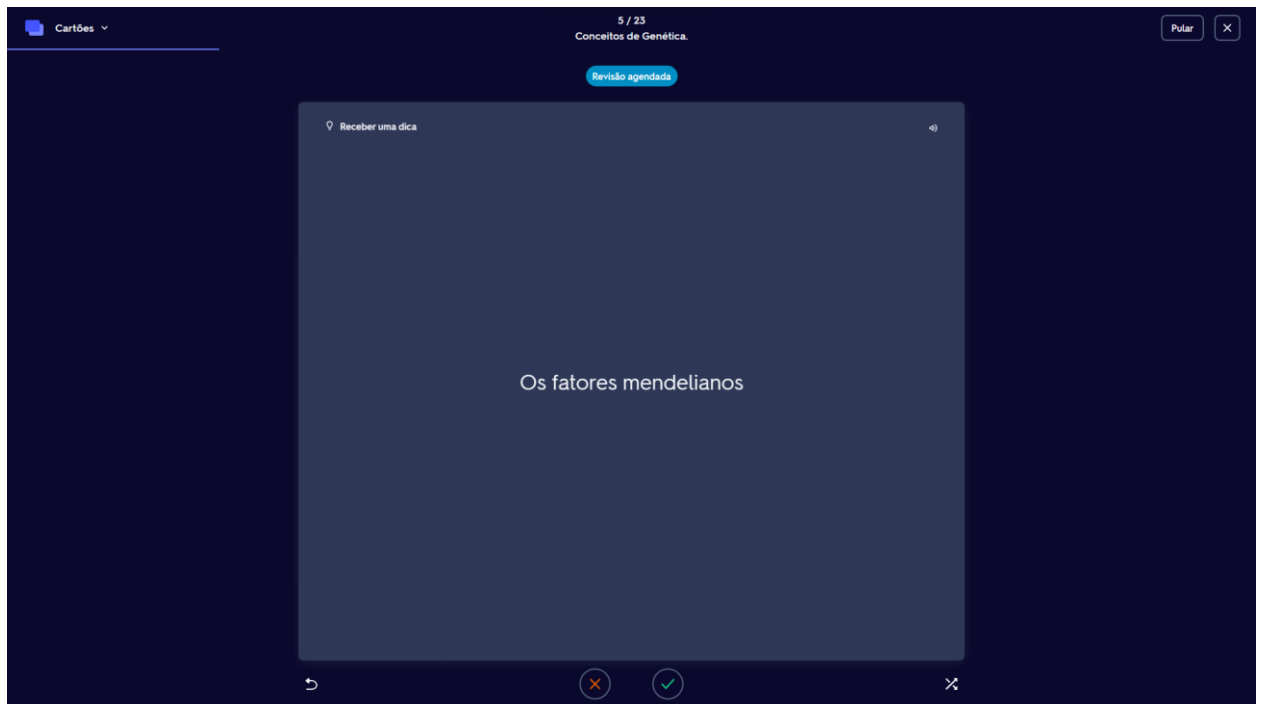 Cartões
5 / 23
Conceitos de Genética.
Pular
Revisão agendada
Receber uma dica
Os fatores mendelianos